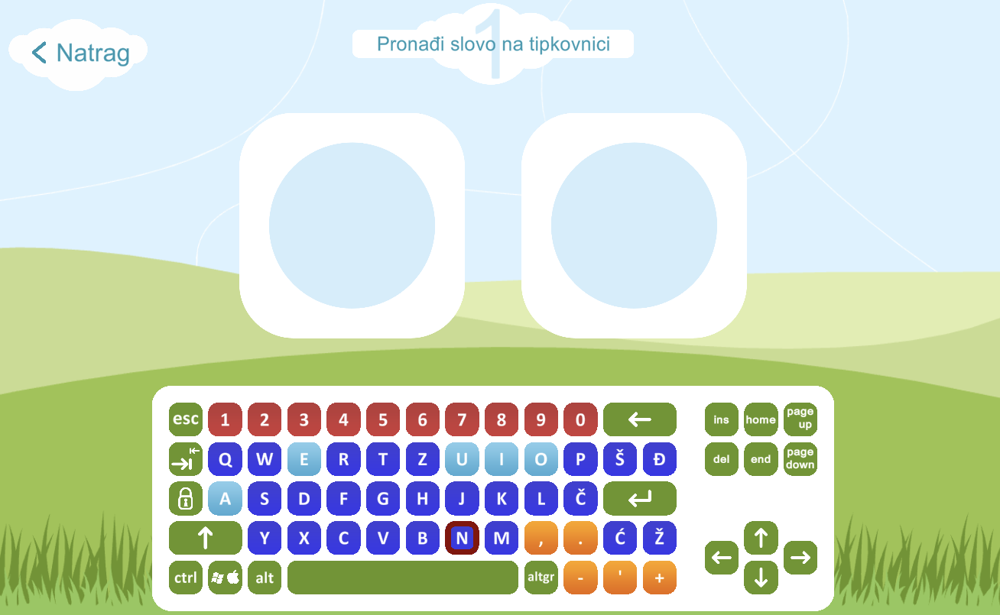 Natrag
1
Pronađi slovo na tipkovnici
esc 1 2 3 4 5 6 7 8 9 0 ins home page up
Q W E R T Z U I O P Š Đ del end page down
A S D F G H J K L Č
Y X C V B N M , . Ć Ž
ctrl alt altgr - ' +